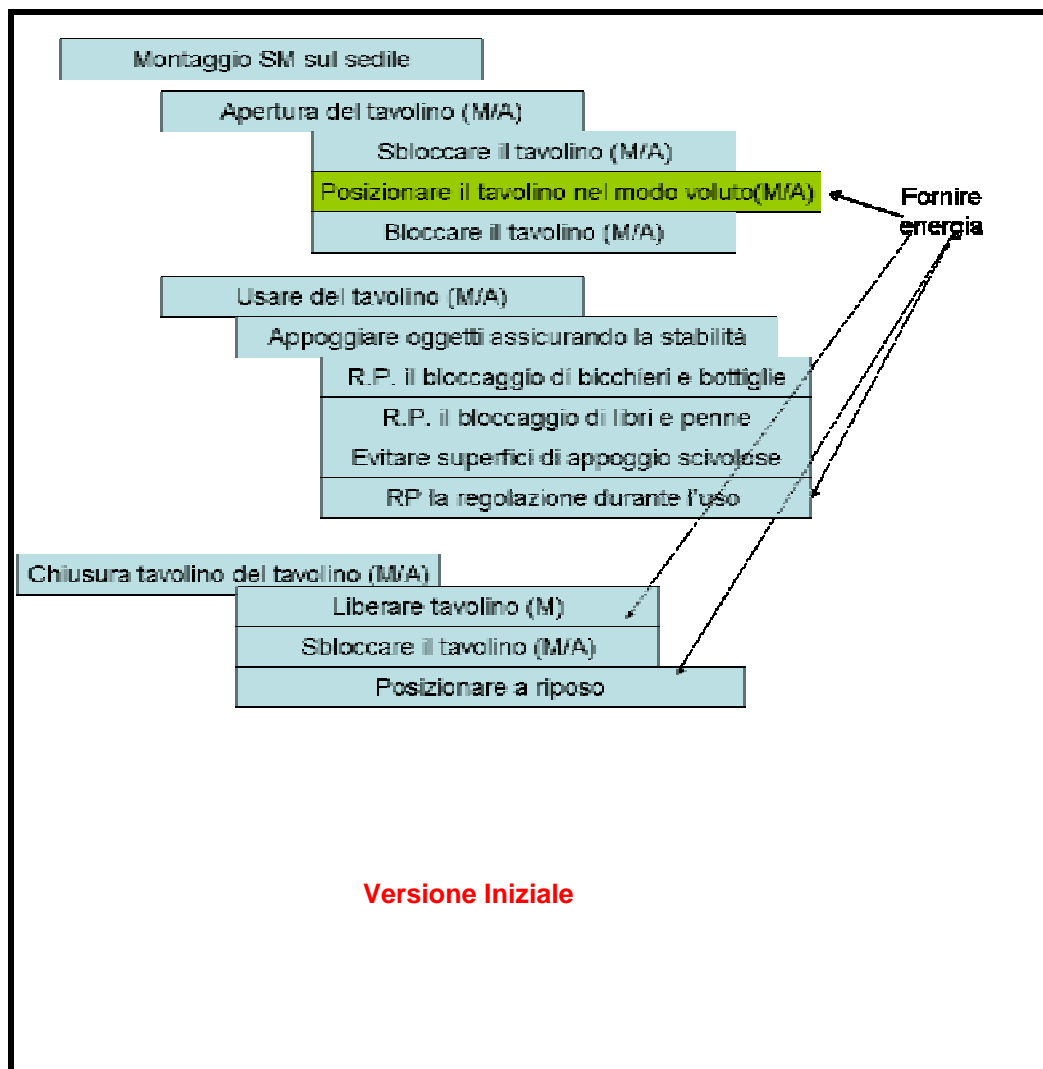 Montaggio SM sul sedile
Apertura del tavolino (M/A)
Sbloccare il tavolino (M/A)
Posizionare il tavolino nel modo voluto(M/A)
Bloccare il tavolino (M/A)
Fornire
energia
Usare del tavolino (M/A)
Appoggiare oggetti assicurando la stabilità
R.P. il bloccaggio di bicchieri e bottiglie
R.P. il bloccaggio di libri e penne
Evitare superfici di appoggio scivolose
RP la regolazione durante l'uso
Chiusura tavolino del tavolino (M/A)
Liberare tavolino (M)
Sbloccare il tavolino (M/A)
Posizionare a riposo
Versione Iniziale